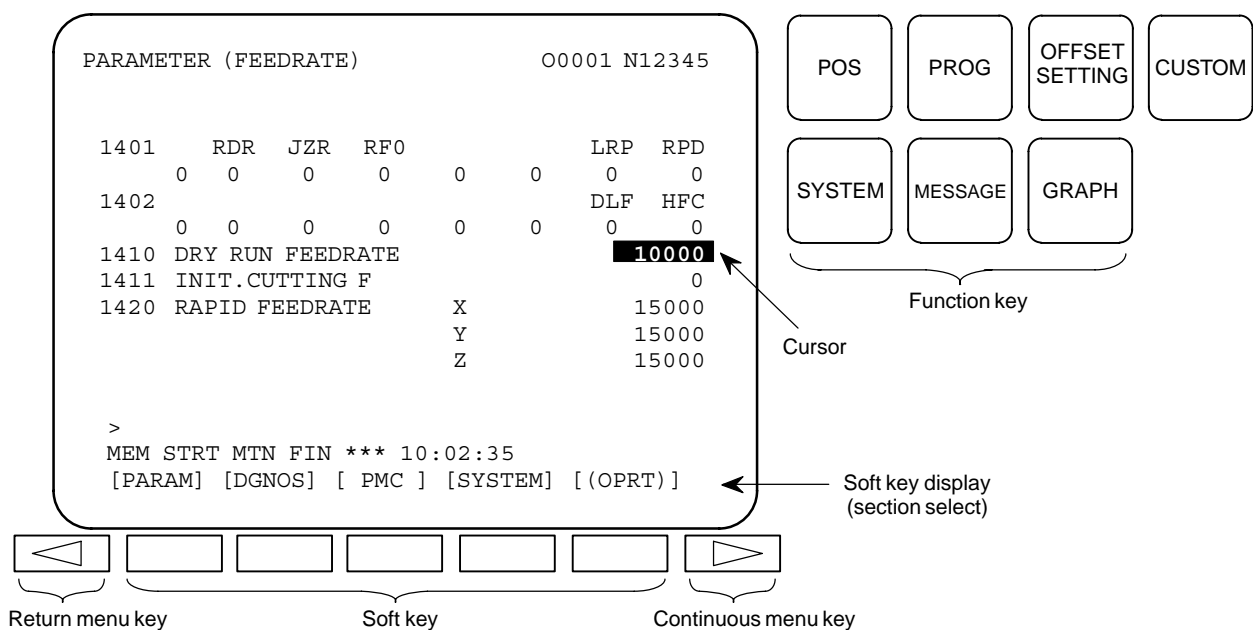 PARAMETER (FEEDRATE) O0001 N12345
1401 RDR JZR RF0 LRP RPD
0 0 0 0 0 0 0 0
1402 DLF HFC
0 0 0 0 0 0 0 0
1410 DRY RUN FEEDRATE 10000
1411 INIT.CUTTING F 0
1420 RAPID FEEDRATE X 15000
Y 15000
Z 15000
>
MEM STRT MTN FIN *** 10:02:35
[PARAM] [DGNOS] [ PMC ] [SYSTEM] [(OPRT)]
POS
PROG
OFFSET
SETTING
CUSTOM
SYSTEM
MESSAGE
GRAPH
Function key
Cursor
Soft key display
(section select)
Return menu key
Soft key
Continuous menu key